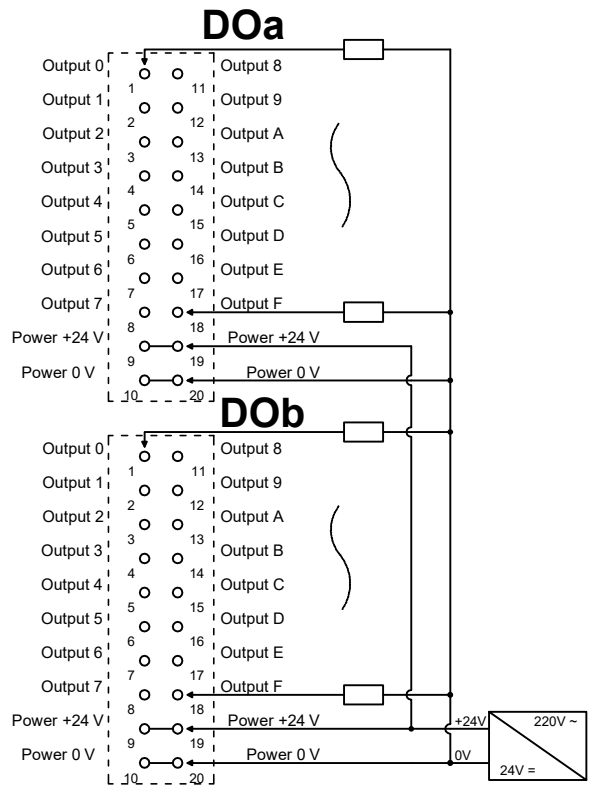 DOa
Output 0 Output 8
1 11
Output 1 Output 9
2 12
Output 2 Output A
3 13
Output 3 Output B
4 14
Output 4 Output C
5 15
Output 5 Output D
6 16
Output 6 Output E
7 17
Output 7 Output F
8 18
Power +24 V Power +24 V
9 19
Power 0 V Power 0 V
10 20
DOb
Output 0 Output 8
1 11
Output 1 Output 9
2 12
Output 2 Output A
3 13
Output 3 Output B
4 14
Output 4 Output C
5 15
Output 5 Output D
6 16
Output 6 Output E
7 17
Output 7 Output F
8 18
Power +24 V Power +24 V +24V 220V ~
9 19
Power 0 V Power 0 V 0V
10 20 24V =